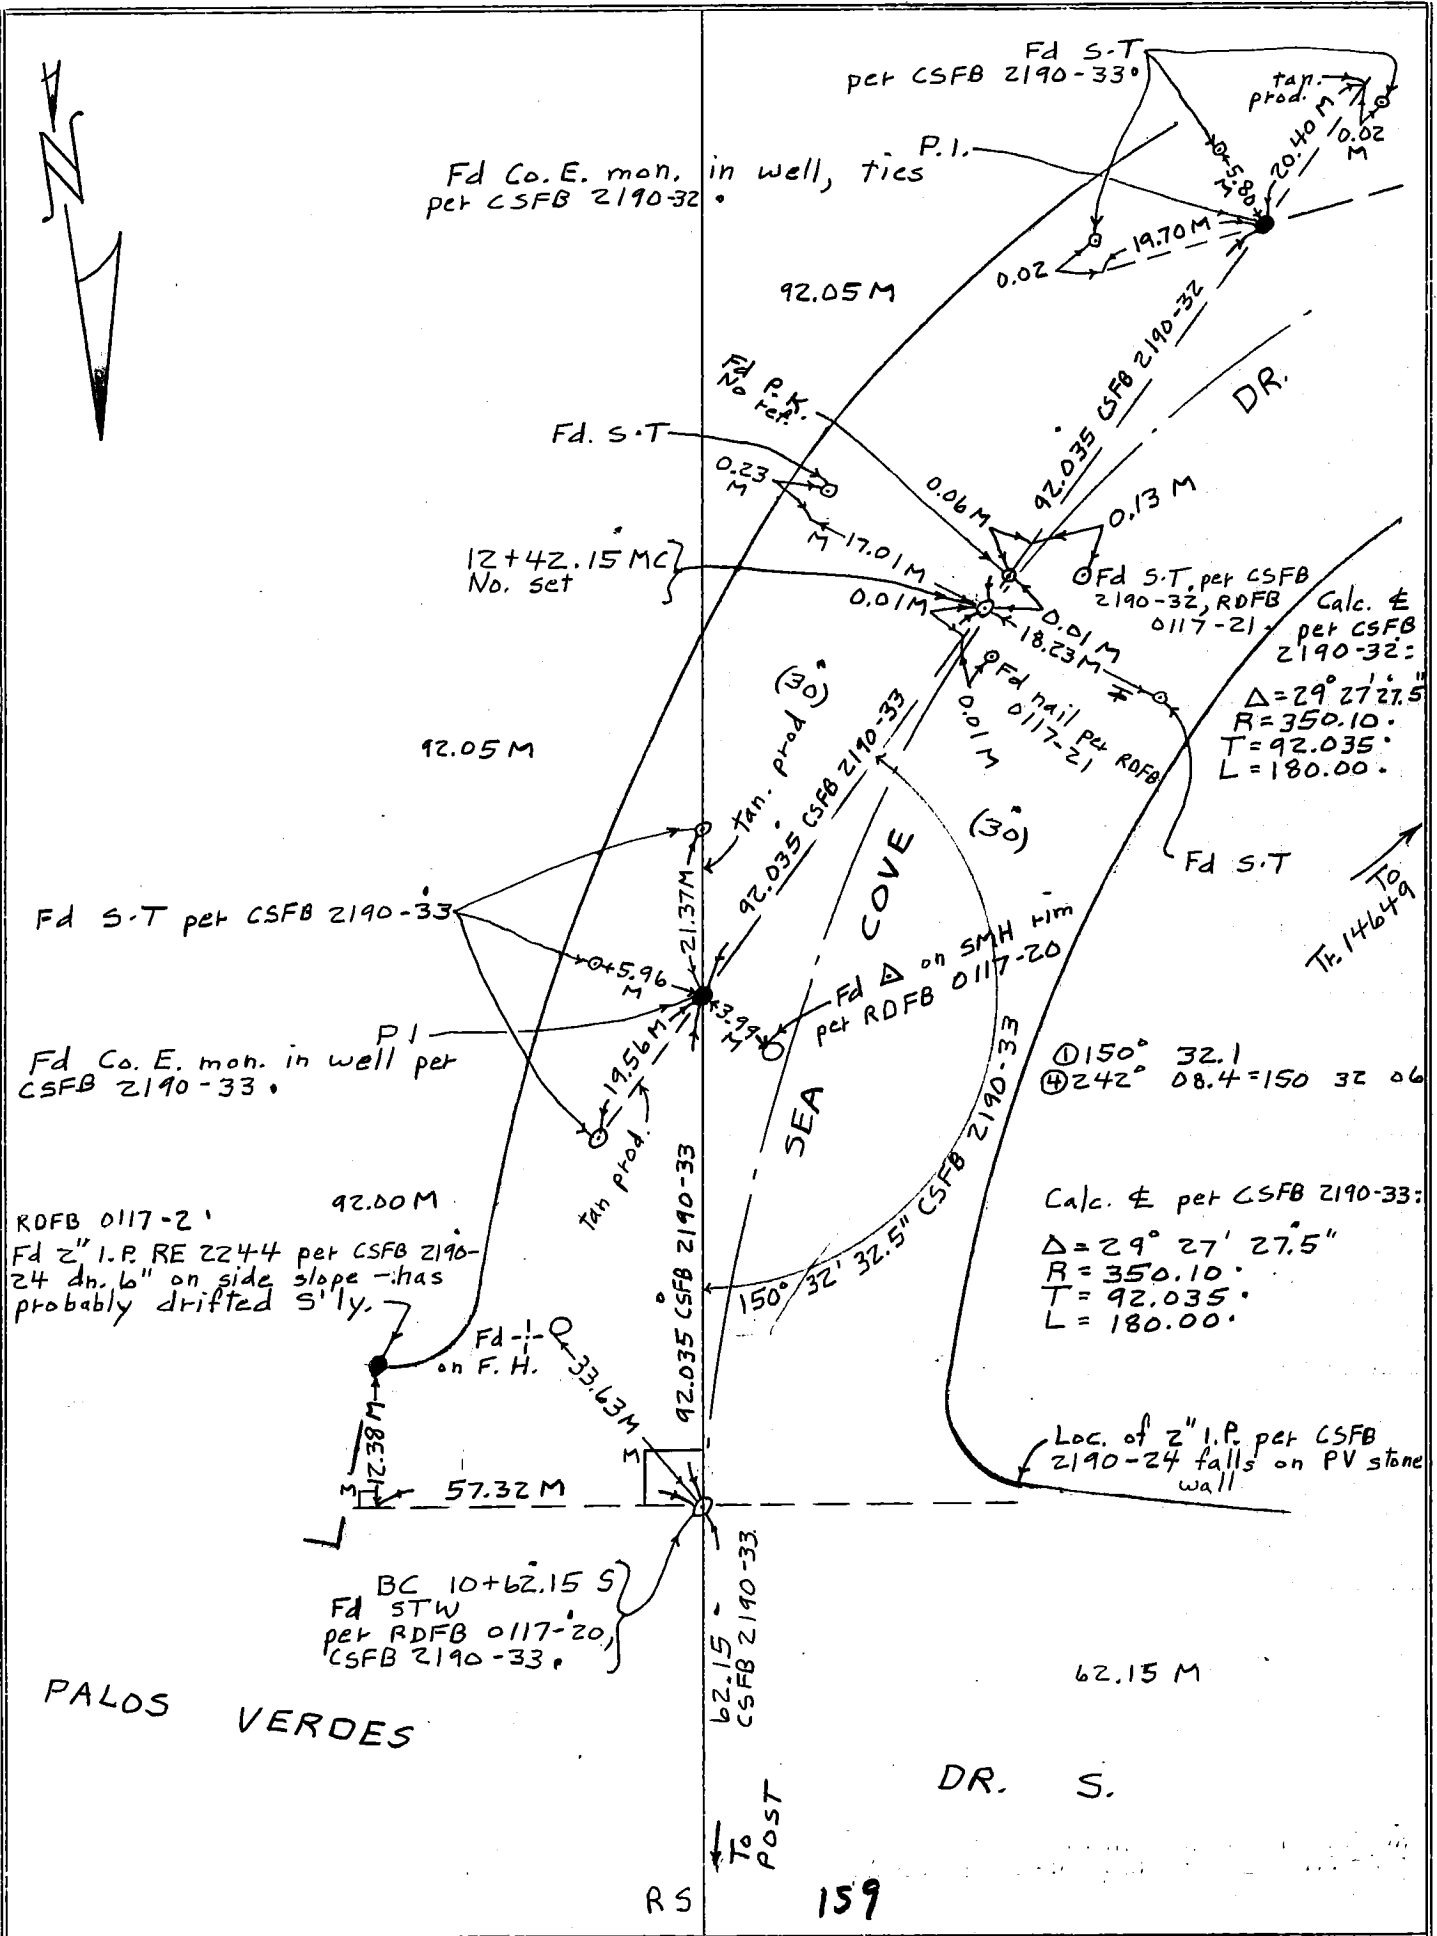 N
Fd S.T
per CSFB 2190-33.
tan.
prod.
20.40 M
0.02
M
5.80
M
P.I.
Fd Co. E. mon. in well, ties
per CSFB 2190-32.
19.70 M
0.02
92.05 M
92.035 CSFB 2190-32
DR.
Fd P.K.
No ref.
Fd. S.T
0.23
M
0.06 M
0.13 M
M
17.01 M
12+42.15 MC
No. set
0.01 M
0.01 M
18.23 M
Fd S.T. per CSFB
2190-32, RDFB
0117-21.
Calc. ⅊
per CSFB
2190-32:
Δ=29° 27' 27.5"
R=350.10.
T=92.035.
L=180.00.
(30)
Fd nail per RDFB
0117-21
0.01 M
92.05 M
tan. prod
92.035 CSFB 2190-33
(30)
Fd S.T
To
Tr. 14649
COVE
Fd S.T per CSFB 2190-33
21.37M
5.96
M
3.99
M
Fd Δ on SMH rim
per RDFB 0117-20
P I
Fd Co. E. mon. in well per
CSFB 2190-33.
19.56 M
tan prod.
SEA
① 150° 32.1
④ 242° 08.4 = 150 32 06
92.035 CSFB 2190-33
150° 32' 32.5" CSFB 2190-33
92.00 M
RDFB 0117-2
Fd 2" I.P. RE 2244 per CSFB 2190-
24 dn. 6" on side slope - has
probably drifted S'ly.
Calc. ⅊ per CSFB 2190-33:
Δ=29° 27' 27.5"
R=350.10.
T=92.035.
L=180.00.
Fd
on F. H.
33.63 M
12.38 M
M
M
57.32 M
Loc. of 2" I.P. per CSFB
2190-24 falls on PV stone
wall
BC 10+62.15 S
Fd STW
per RDFB 0117-20,
CSFB 2190-33.
62.15
CSFB 2190-33
62.15 M
PALOS VERDES
DR. S.
To
POST
RS 159